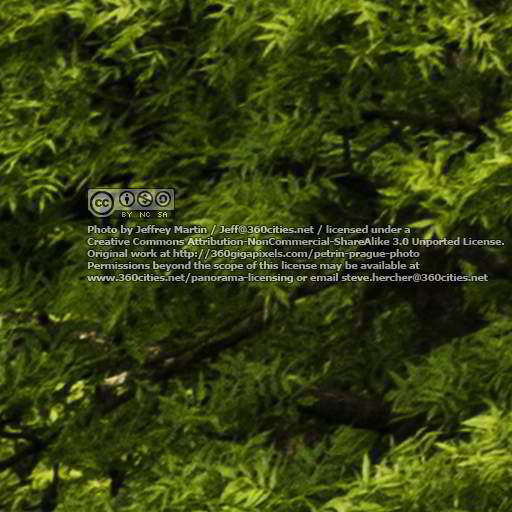 cc BY NC SA
Photo by Jeffrey Martin / Jeff@360cities.net / licensed under a
Creative Commons Attribution-NonCommercial-ShareAlike 3.0 Unported License.
Original work at http://360gigapixels.com/petrin-prague-photo
Permissions beyond the scope of this license may be available at
www.360cities.net/panorama-licensing or email steve.hercher@360cities.net